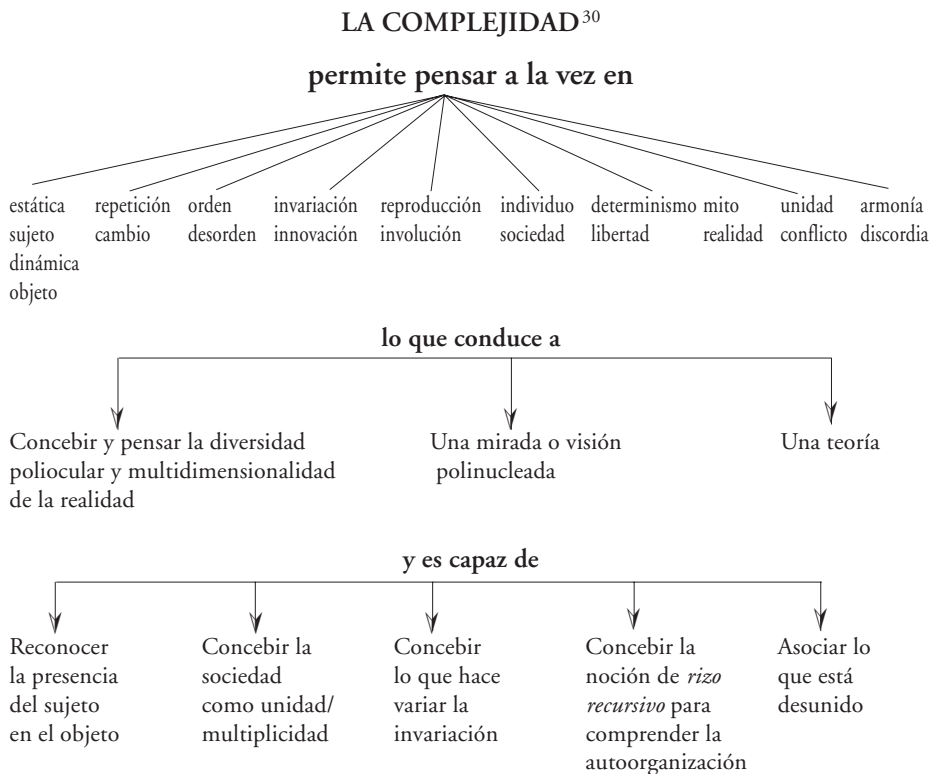 LA COMPLEJIDAD30
permite pensar a la vez en
estática repetición orden invariación reproducción individuo determinismo mito unidad armonía
sujeto cambio desorden innovación involución sociedad libertad realidad conflicto discordia
dinámica
objeto
lo que conduce a
Concebir y pensar la diversidad
poliocular y multidimensionalidad
de la realidad
Una mirada o visión
polinucleada
Una teoría
y es capaz de
Reconocer
la presencia
del sujeto
en el objeto
Concebir la
sociedad
como unidad/
multiplicidad
Concebir
lo que hace
variar la
invariación
Concebir la
noción de rizo
recursivo para
comprender la
autoorganización
Asociar lo
que está
desunido